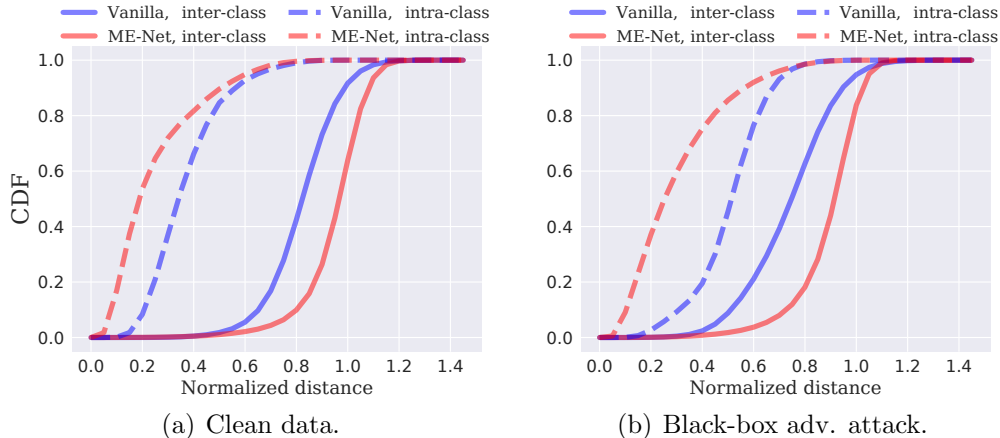 Vanilla, inter-class
Vanilla, intra-class
ME-Net, inter-class
ME-Net, intra-class
CDF
1.0
0.8
0.6
0.4
0.2
0.0
0.0 0.2 0.4 0.6 0.8 1.0 1.2 1.4
Normalized distance
(a) Clean data.
Vanilla, inter-class
Vanilla, intra-class
ME-Net, inter-class
ME-Net, intra-class
1.0
0.8
0.6
0.4
0.2
0.0
0.0 0.2 0.4 0.6 0.8 1.0 1.2 1.4
Normalized distance
(b) Black-box adv. attack.